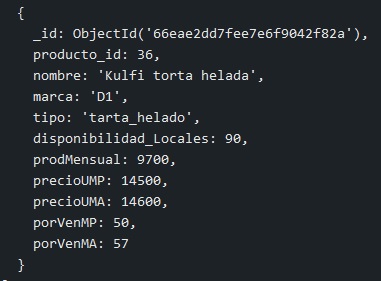 {
_id: ObjectId('66eae2dd7fee7e6f9042f82a'),
producto_id: 36,
nombre: 'Kulfi torta helada',
marca: 'D1',
tipo: 'tarta_helado',
disponibilidad_Locales: 90,
prodMensual: 9700,
precioUMP: 14500,
precioUMA: 14600,
porVenMP: 50,
porVenMA: 57
}